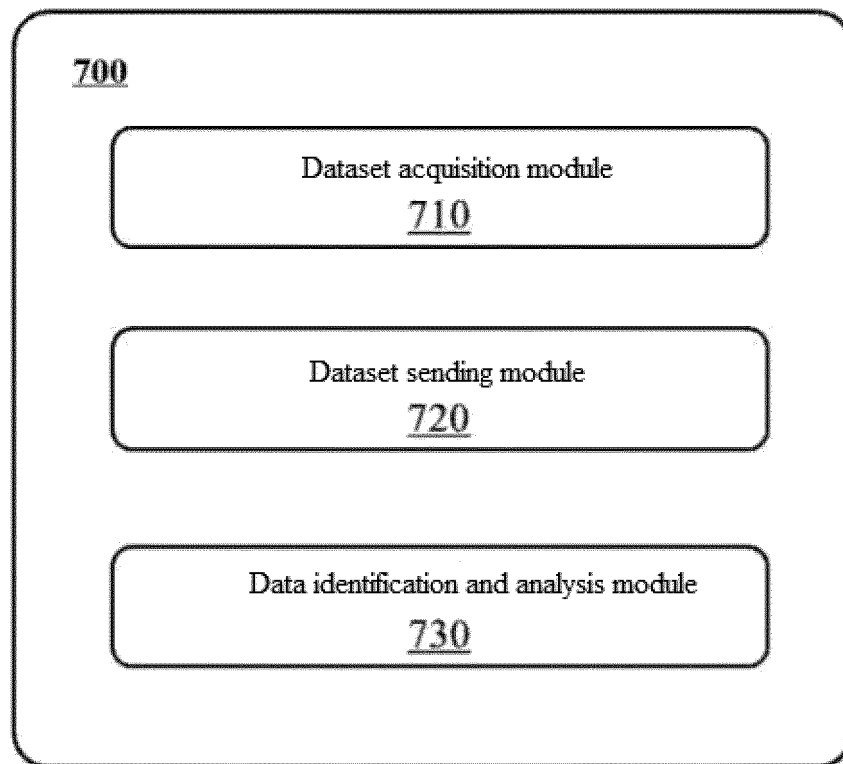 700
Dataset acquisition module
710
Dataset sending module
720
Data identification and analysis module
730